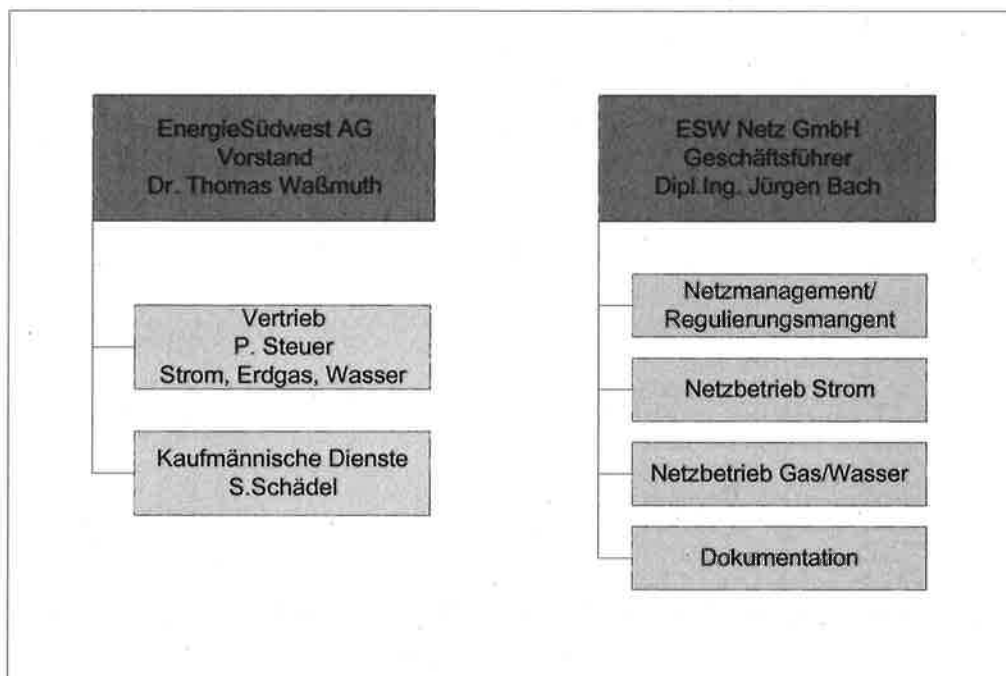 EnergieSüdwest AG
Vorstand
Dr. Thomas Waßmuth
Vertrieb
P. Steuer
Strom, Erdgas, Wasser
Kaufmännische Dienste
S.Schädel
ESW Netz GmbH
Geschäftsführer
Dipl.Ing. Jürgen Bach
Netzmanagement/
Regulierungsmangent
Netzbetrieb Strom
Netzbetrieb Gas/Wasser
Dokumentation